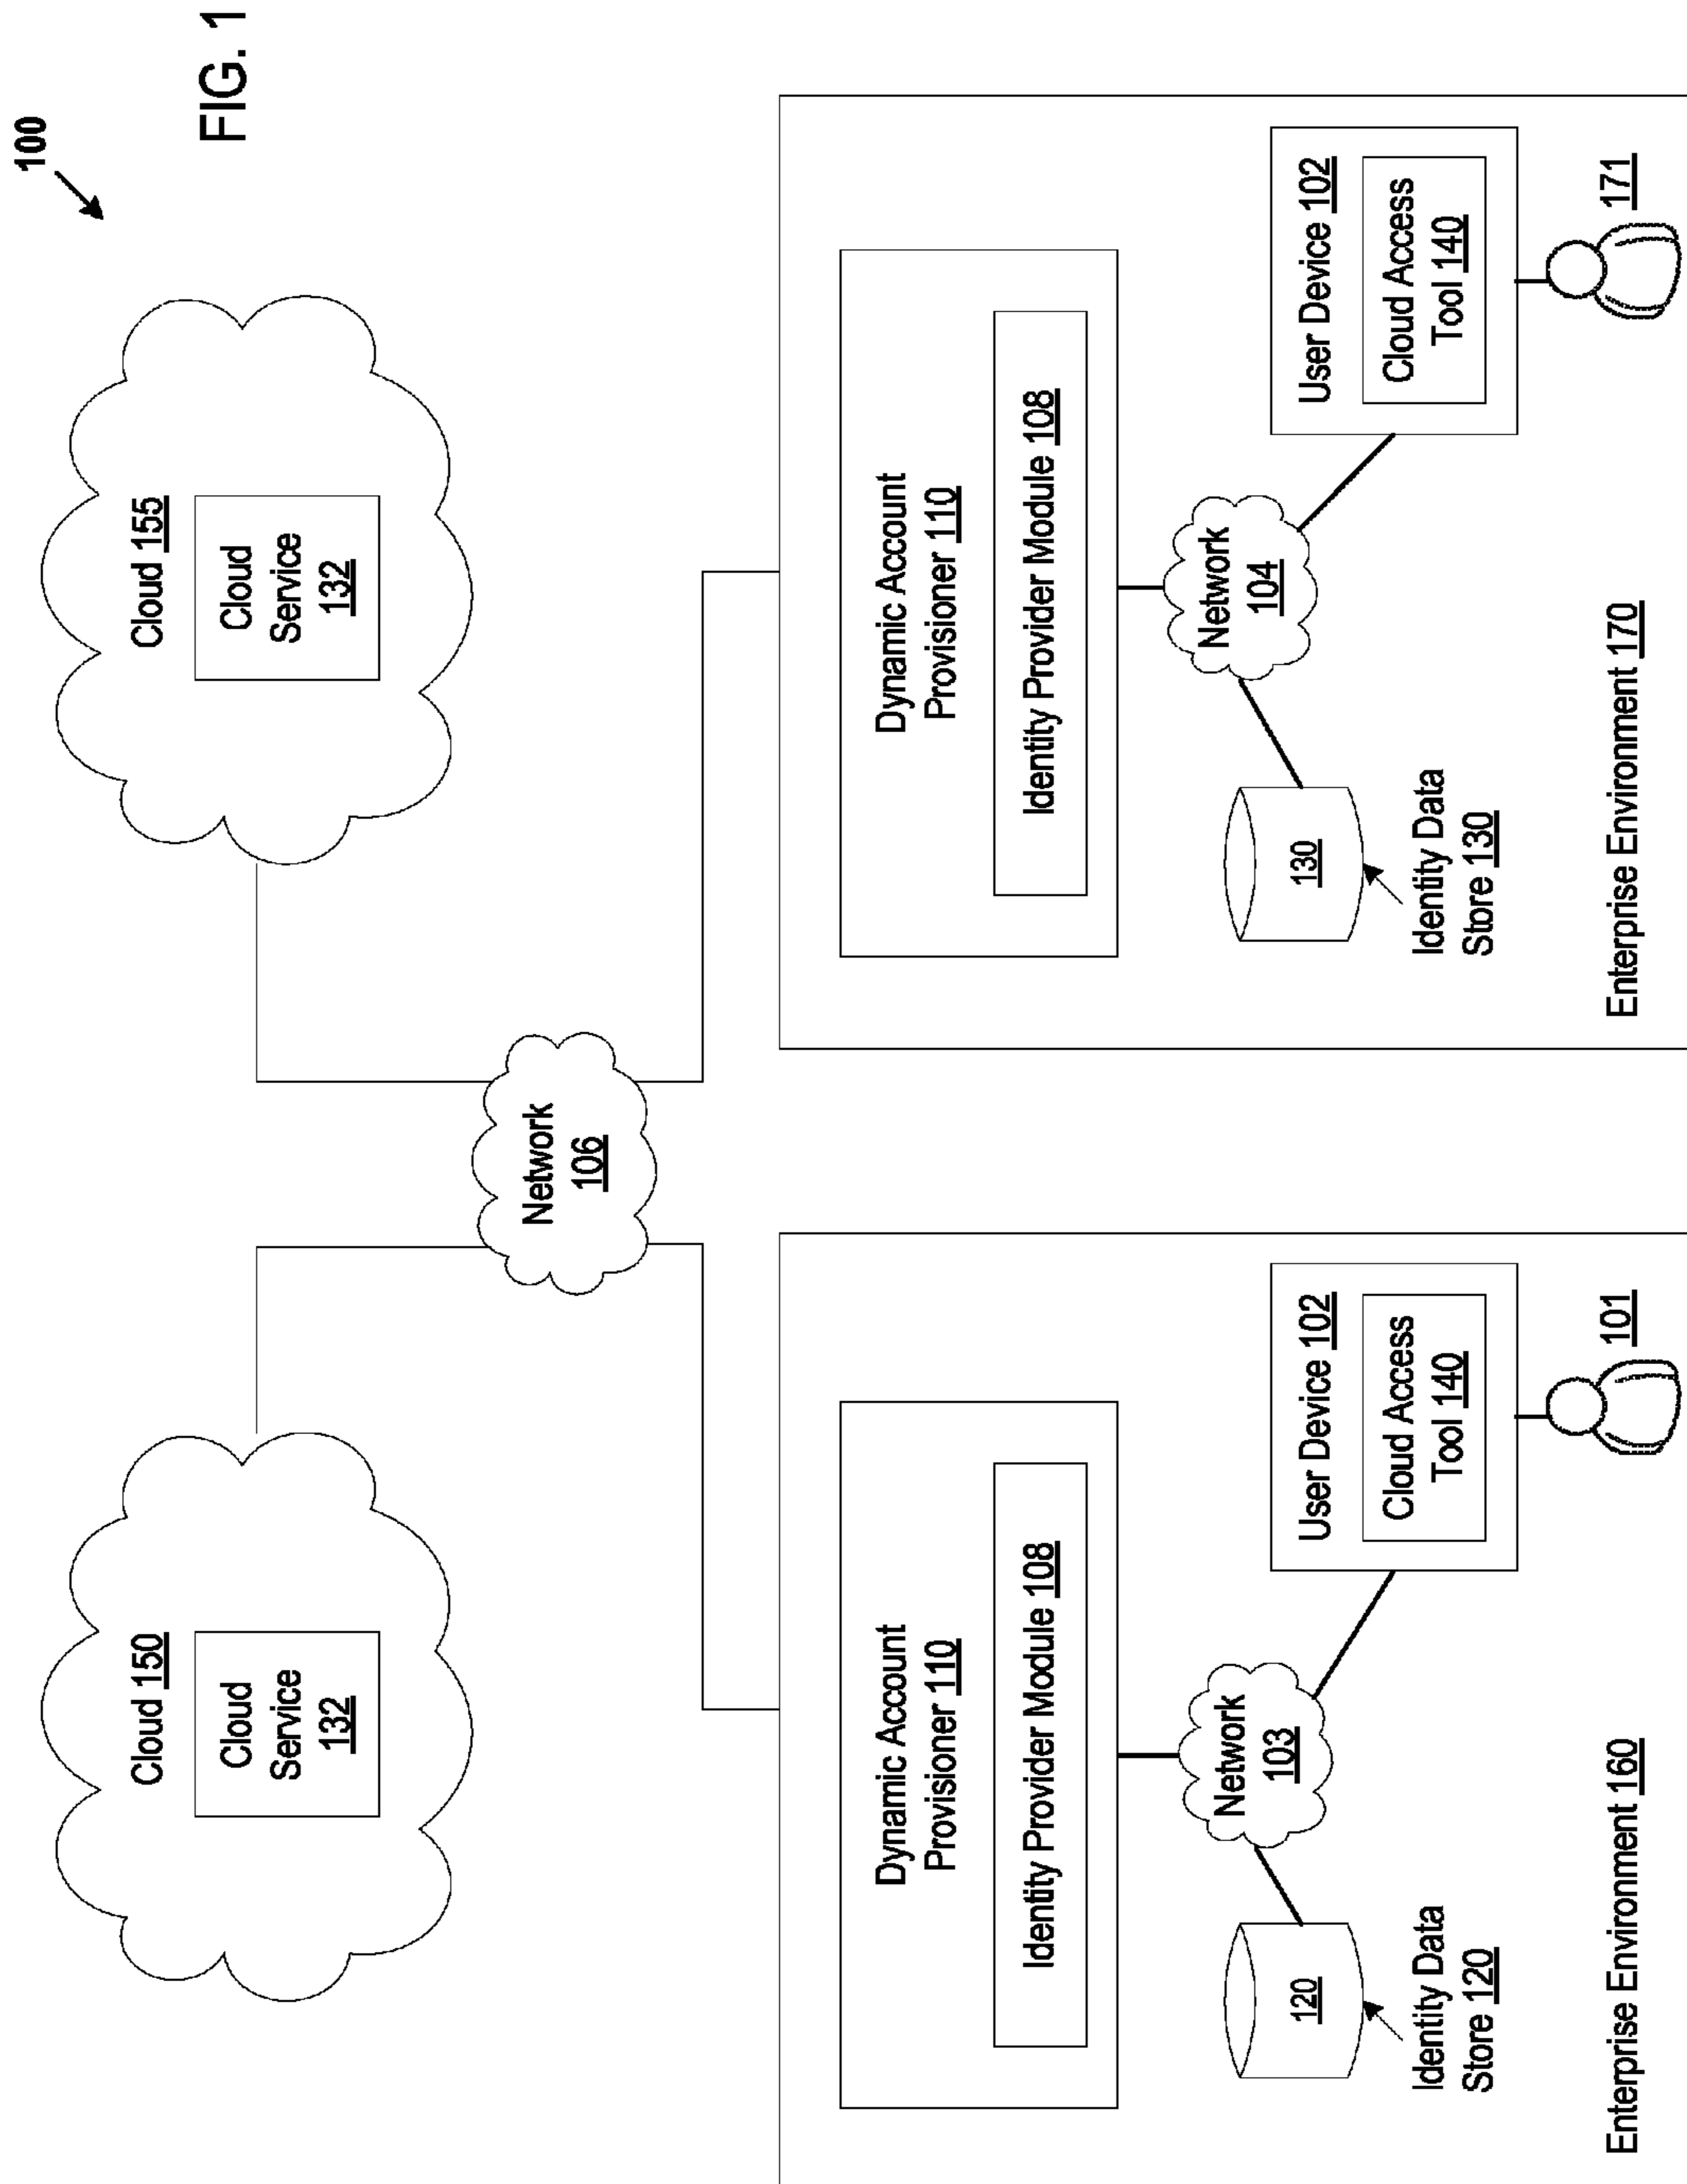 100
FIG. 1
Cloud 150
Cloud
Service
132
Cloud 155
Cloud
Service
132
Network
106
Dynamic Account
Provisioner 110
Identity Provider Module 108
Network
103
120
Identity Data
Store 120
User Device 102
Cloud Access
Tool 140
101
Enterprise Environment 160
Dynamic Account
Provisioner 110
Identity Provider Module 108
Network
104
130
Identity Data
Store 130
User Device 102
Cloud Access
Tool 140
171
Enterprise Environment 170